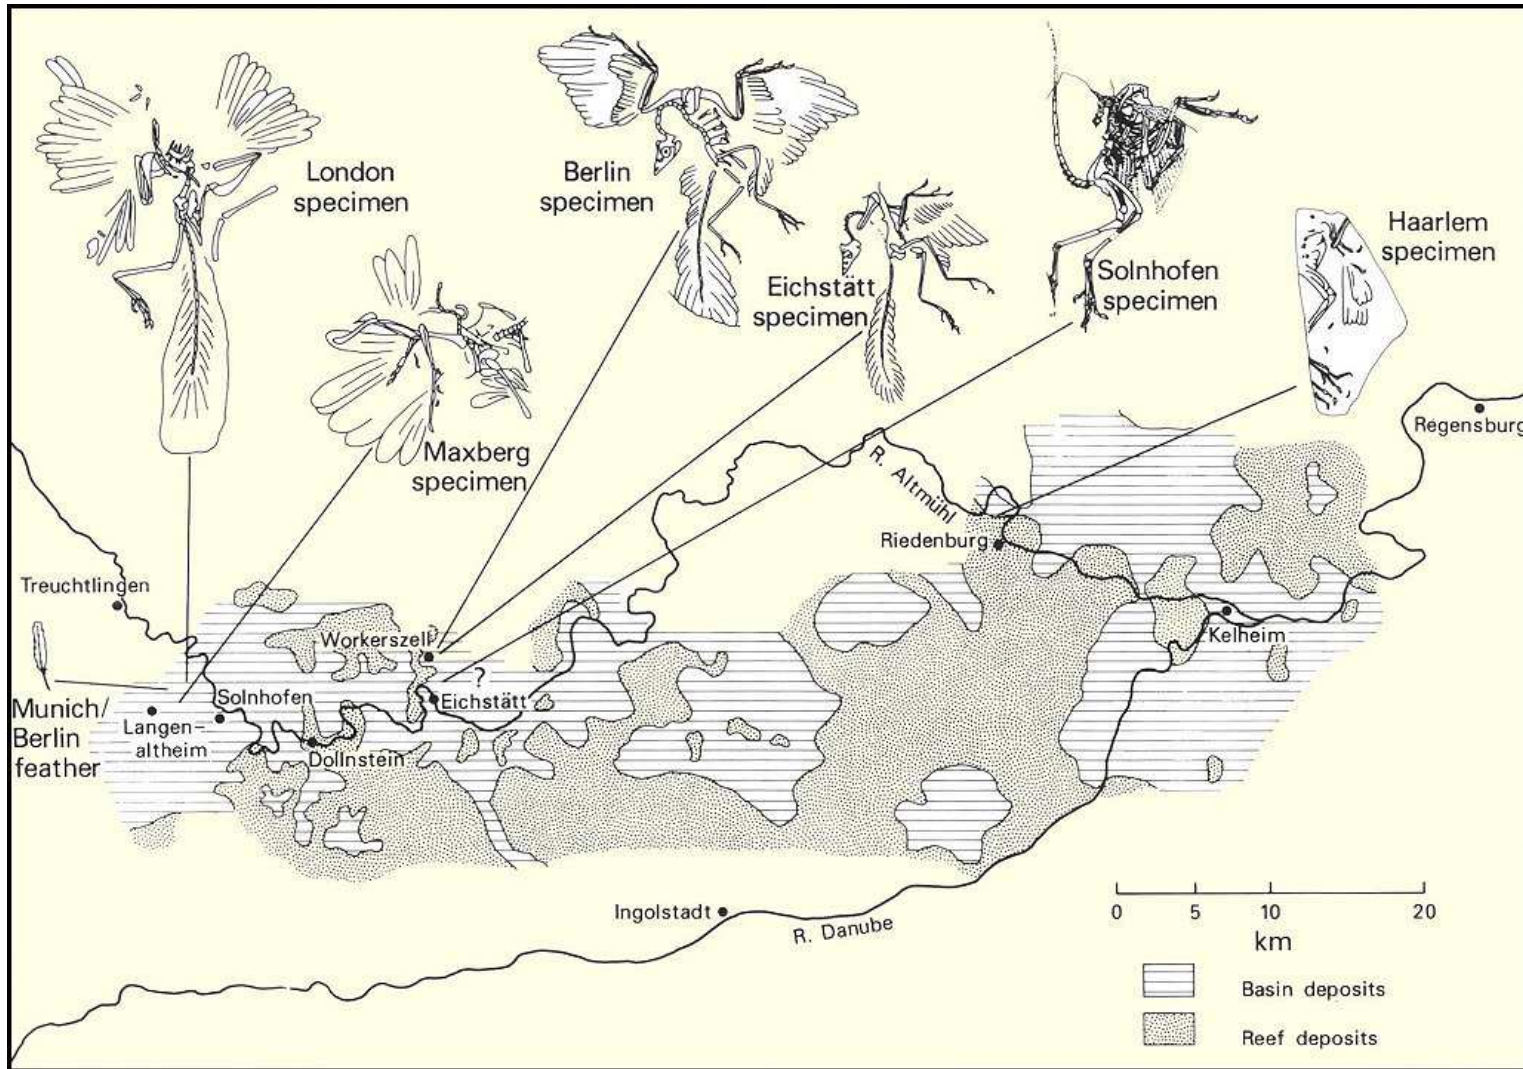 London
specimen
Berlin
specimen
Eichstätt
specimen
Solnhofen
specimen
Haarlem
specimen
Maxberg
specimen
Regensburg
R. Altmühl
Riedenburg
Treuchtlingen
Workerszell
Kelheim
?
Solnhofen
Eichstätt
Munich/
Berlin
feather
Langen-
altheim
Dollnstein
Ingolstadt
R. Danube
0 5 10 20
km
Basin deposits
Reef deposits